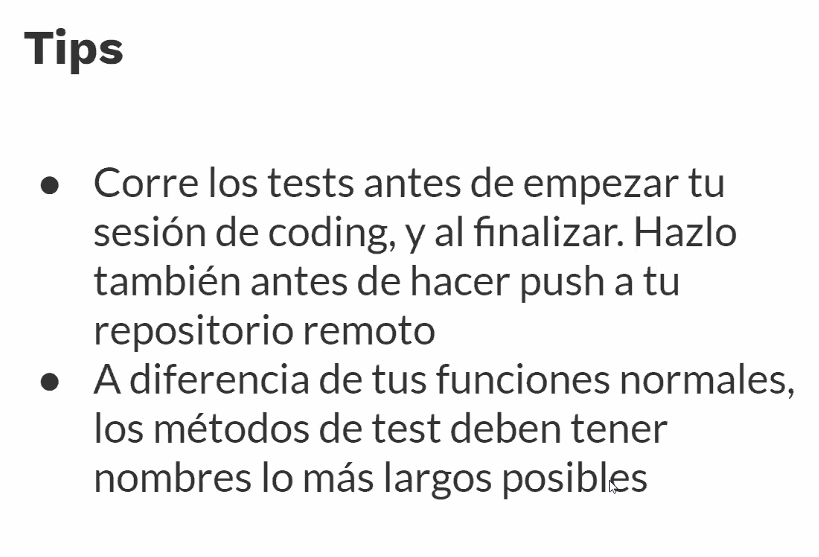 Tips
● Corre los tests antes de empezar tu
sesión de coding, y al finalizar. Hazlo
también antes de hacer push a tu
repositorio remoto
● A diferencia de tus funciones normales,
los métodos de test deben tener
nombres lo más largos posibles